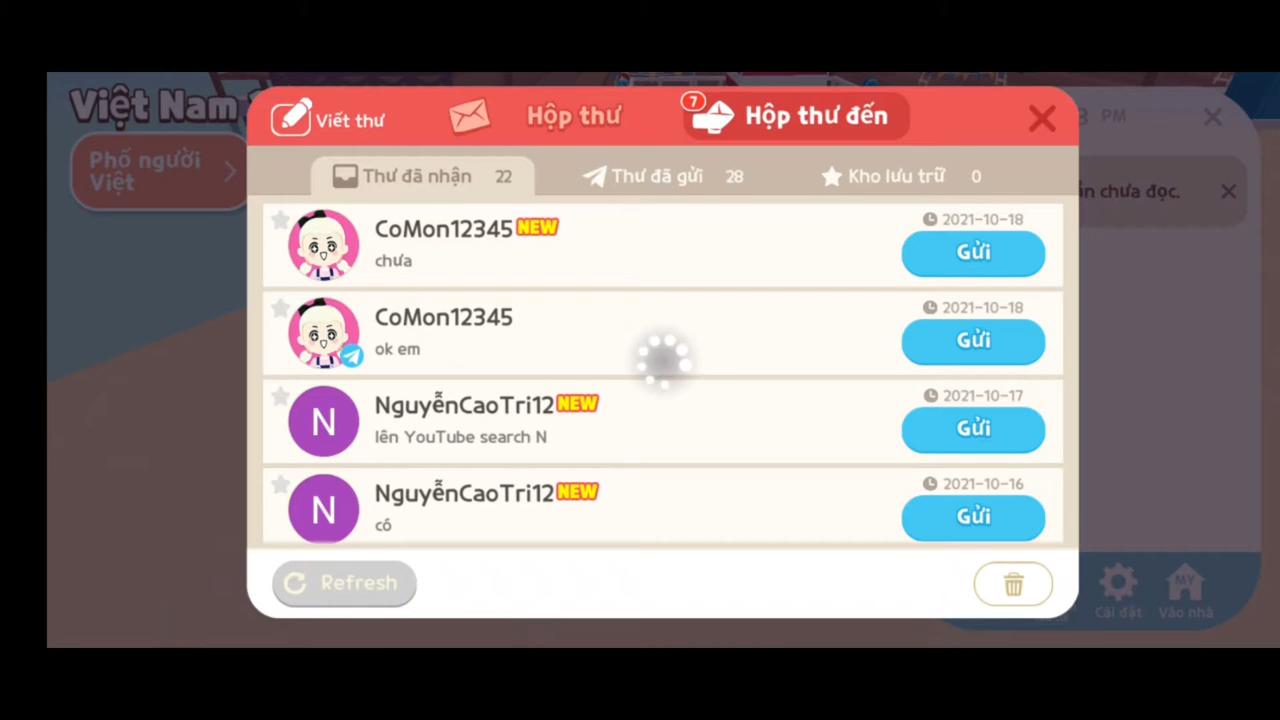 Việt Nam
Phố người
Việt
Viết thư
Hộp thư
7
Hộp thư đến
PM
Thư đã nhận 22
Thư đã gửi 28
Kho lưu trữ 0
chưa đọc.
CoMon12345 NEW
chưa
2021-10-18
Gửi
CoMon12345
ok em
2021-10-18
Gửi
N
NguyễnCaoTri12 NEW
lên YouTube search N
2021-10-17
Gửi
N
NguyễnCaoTri12 NEW
có
2021-10-16
Gửi
Refresh
MY
Cài đặt
Vào nhà